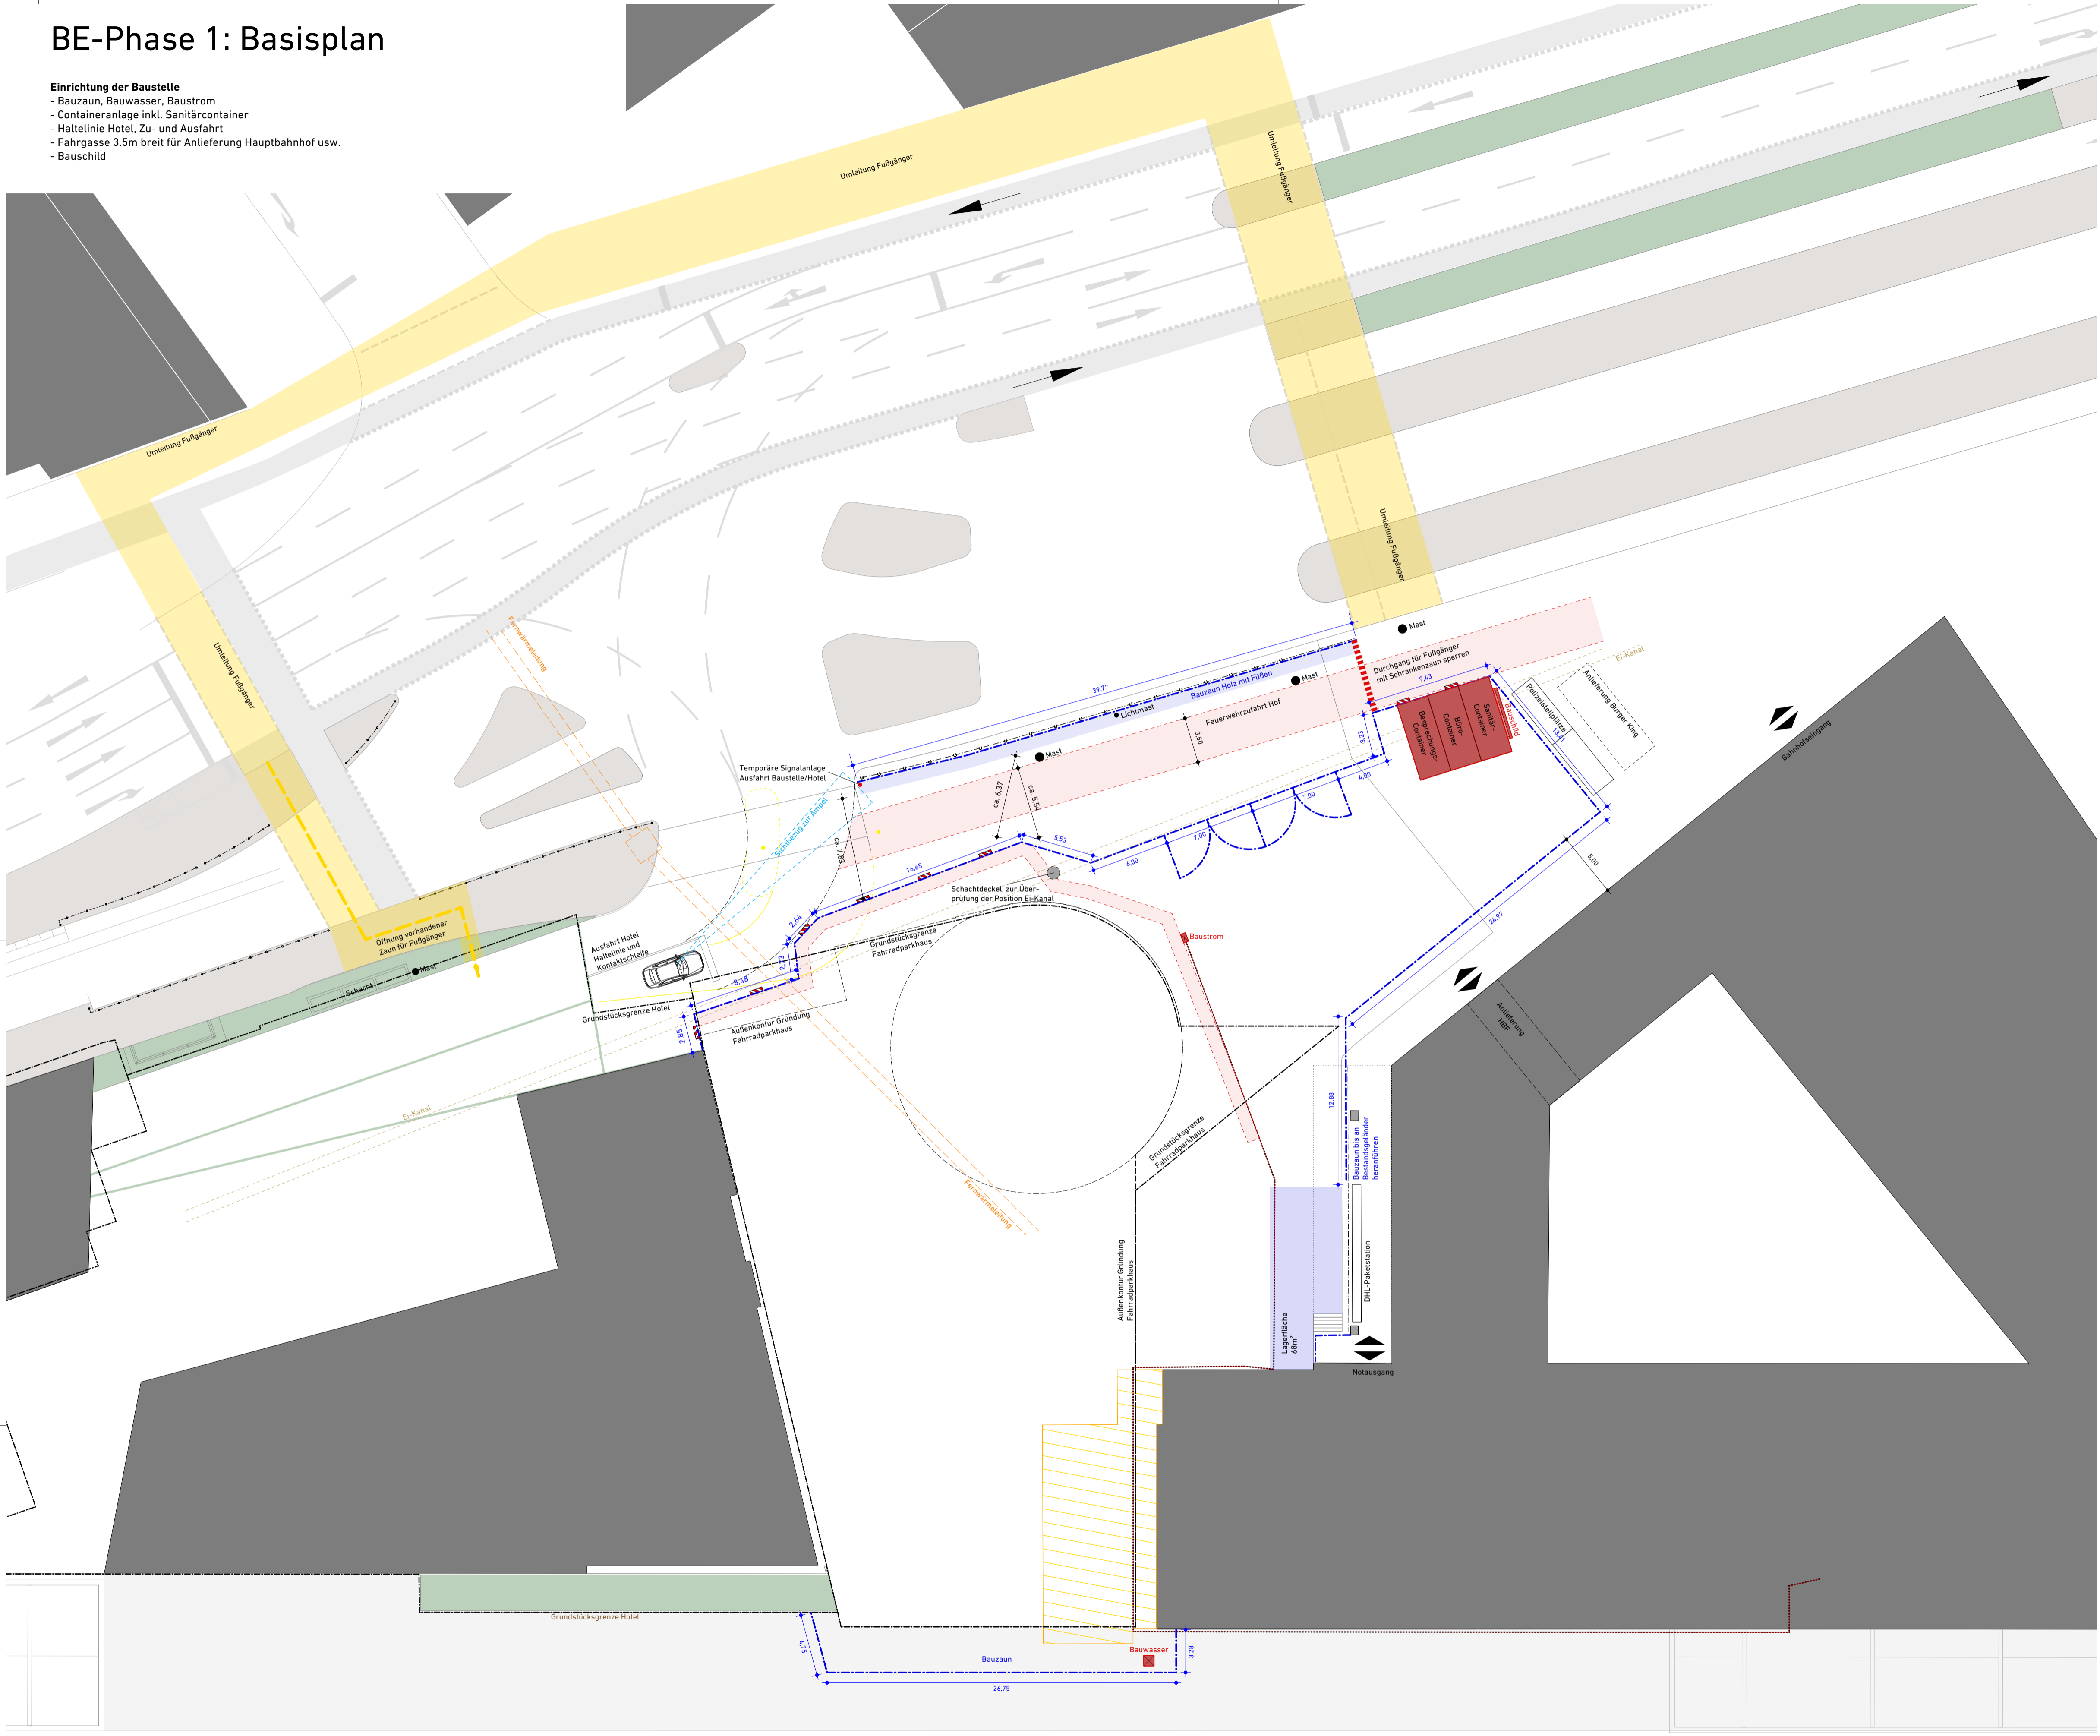 BE-Phase 1: Basisplan
Einrichtung der Baustelle
- Bauzaun, Bauwasser, Baustrom
- Containeranlage inkl. Sanitärcontainer
- Haltelinie Hotel, Zu- und Ausfahrt
- Fahrgasse 3.5m breit für Anlieferung Hauptbahnhof usw.
- Bauschild
Umleitung Fußgänger
Umleitung Fußgänger
Umleitung Fußgänger
Umleitung Fußgänger
Umleitung Fußgänger
Fernwärmeleitung
Mast
Durchgang für Fußgänger
mit Schrankenzaun sperren
9,43
Ei-Kanal
Mast
39,77
Bauzaun Holz mit Füßen
Lichtmast
Feuerwehrzufahrt Hbf
3,50
3,23
Besprechungs-
Container
Büro-
Container
Sanitär-
Container
Bauschild
Polizeistellplätze
13,41
Anlieferung Burger King
Bahnhofseingang
Temporäre Signalanlage
Ausfahrt Baustelle/Hotel
Mast
ca. 6,37
ca. 5,54
4,00
7,00
7,00
6,00
5,53
Sichtbezug zur Ampel
ca. 7,83
16,65
5,00
Schachtdeckel, zur Über-
prüfung der Position Ei-Kanal
2,64
24,97
Öffnung vorhandener
Zaun für Fußgänger
Mast
Schacht
Ausfahrt Hotel
Haltelinie und
Kontaktschleife
Grundstücksgrenze
Fahrradparkhaus
Baustrom
2,73
8,48
Grundstücksgrenze Hotel
Außenkontur Gründung
Fahrradparkhaus
2,85
Anlieferung
HBF
Ei-Kanal
12,88
Bauzaun bis an
Bestandsgeländer
heranführen
Grundstücksgrenze
Fahrradparkhaus
Fernwärmeleitung
Außenkontur Gründung
Fahrradparkhaus
DHL-Paketstation
Lagerfläche
68m²
Notausgang
Grundstücksgrenze Hotel
4,75
Bauzaun
Bauwasser
3,28
26,75